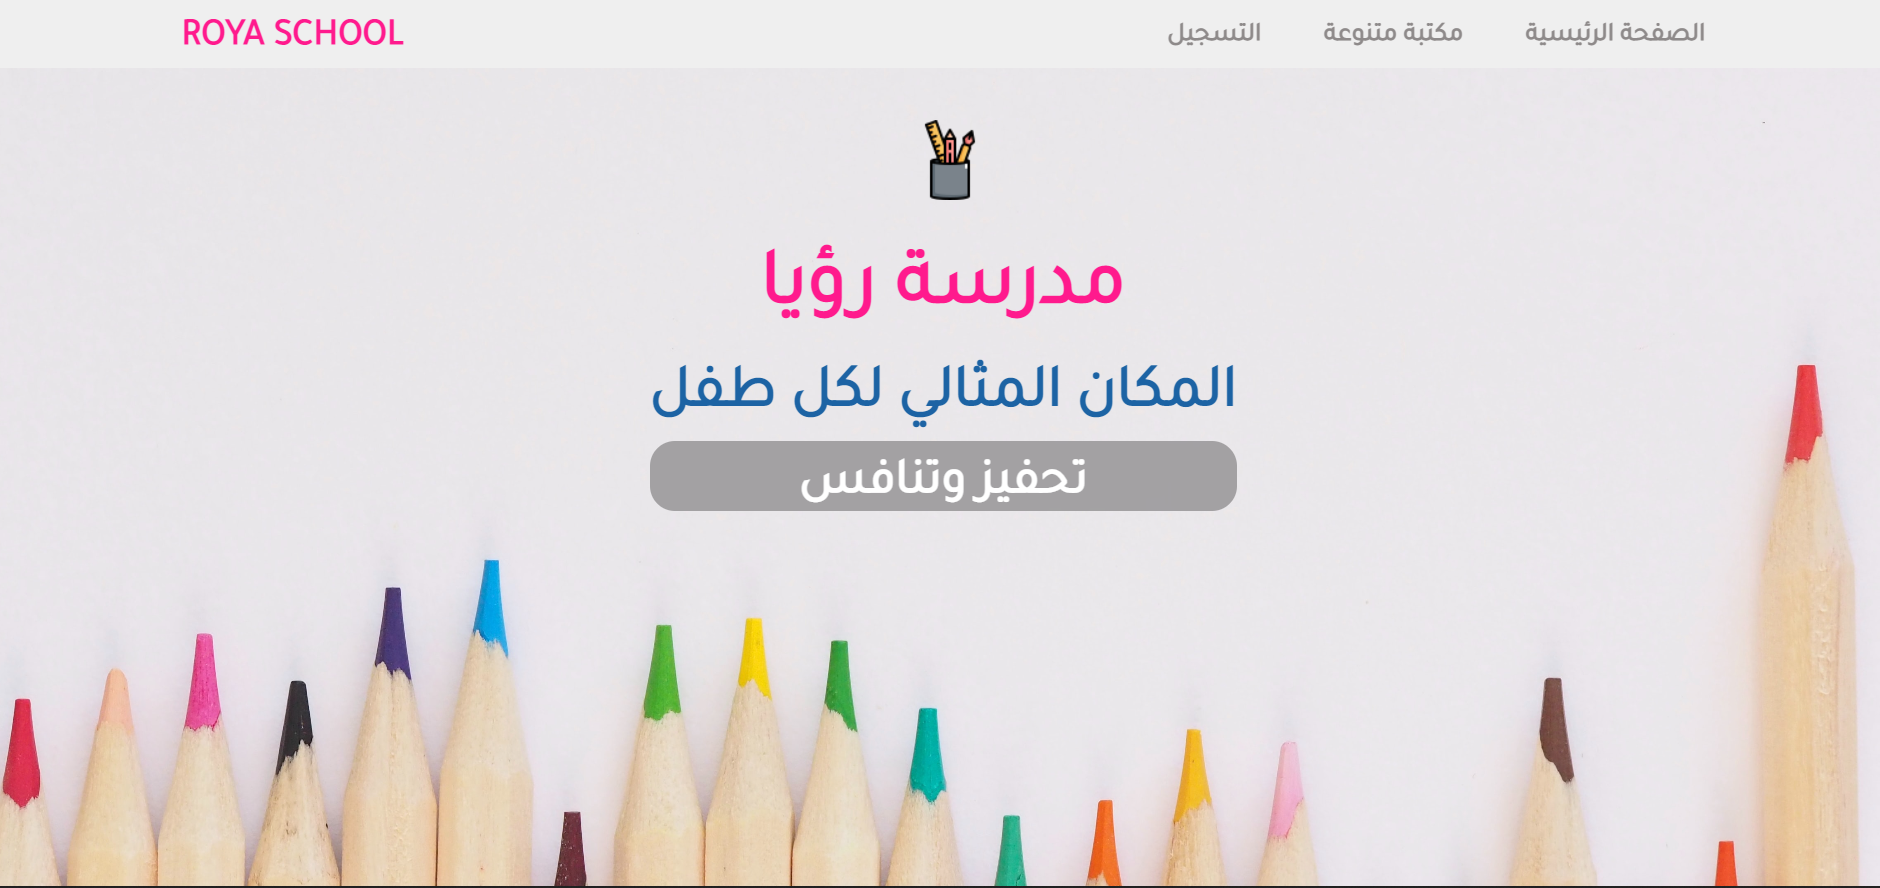 الصفحة الرئيسية
مكتبة متنوعة
التسجيل
ROYA SCHOOL
مدرسة رؤيا
المكان المثالي لكل طفل
تحفيز وتنافس